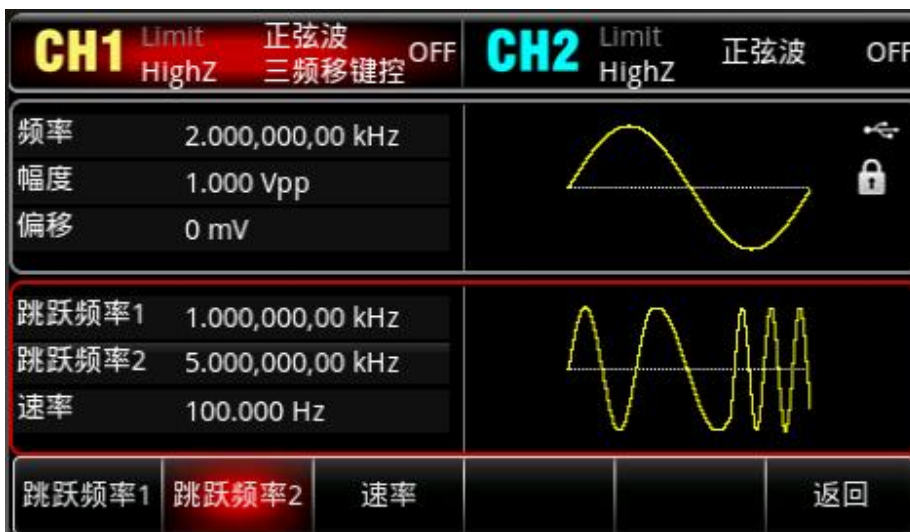 CH1 Limit 正弦波 OFF CH2 Limit 正弦波 OFF
HighZ 三频移键控 HighZ
频率 2.000,000,00 kHz
幅度 1.000 Vpp
偏移 0 mV
跳跃频率1 1.000,000,00 kHz
跳跃频率2 5.000,000,00 kHz
速率 100.000 Hz
跳跃频率1 跳跃频率2 速率 返回